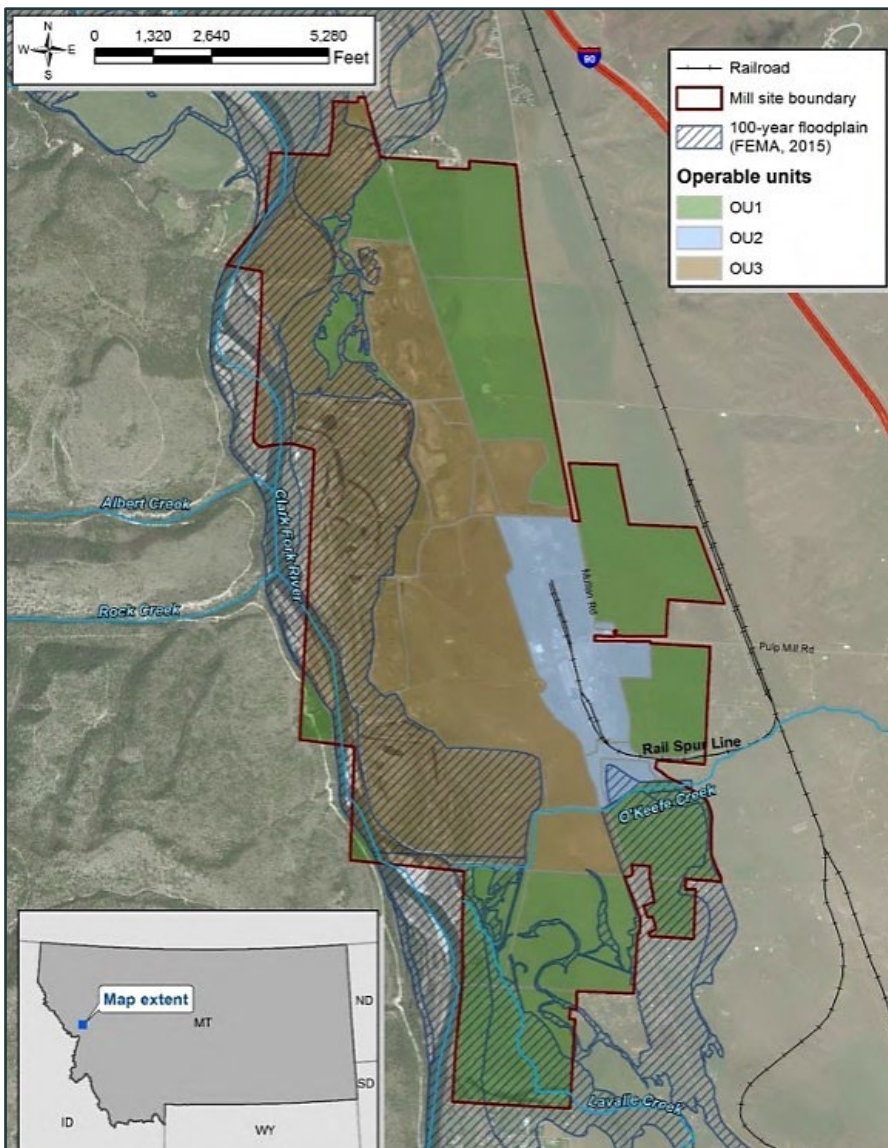 N
W E
S
0 1,320 2,640 5,280
Feet
90
Railroad
Mill site boundary
100-year floodplain
(FEMA, 2015)
Operable units
OU1
OU2
OU3
Albert Creek
Clark Fork River
Rock Creek
Mullan Rd
Pulp Mill Rd
Rail Spur Line
O'Keefe Creek
Lavalle Creek
Map extent
MT
ND
SD
ID
WY